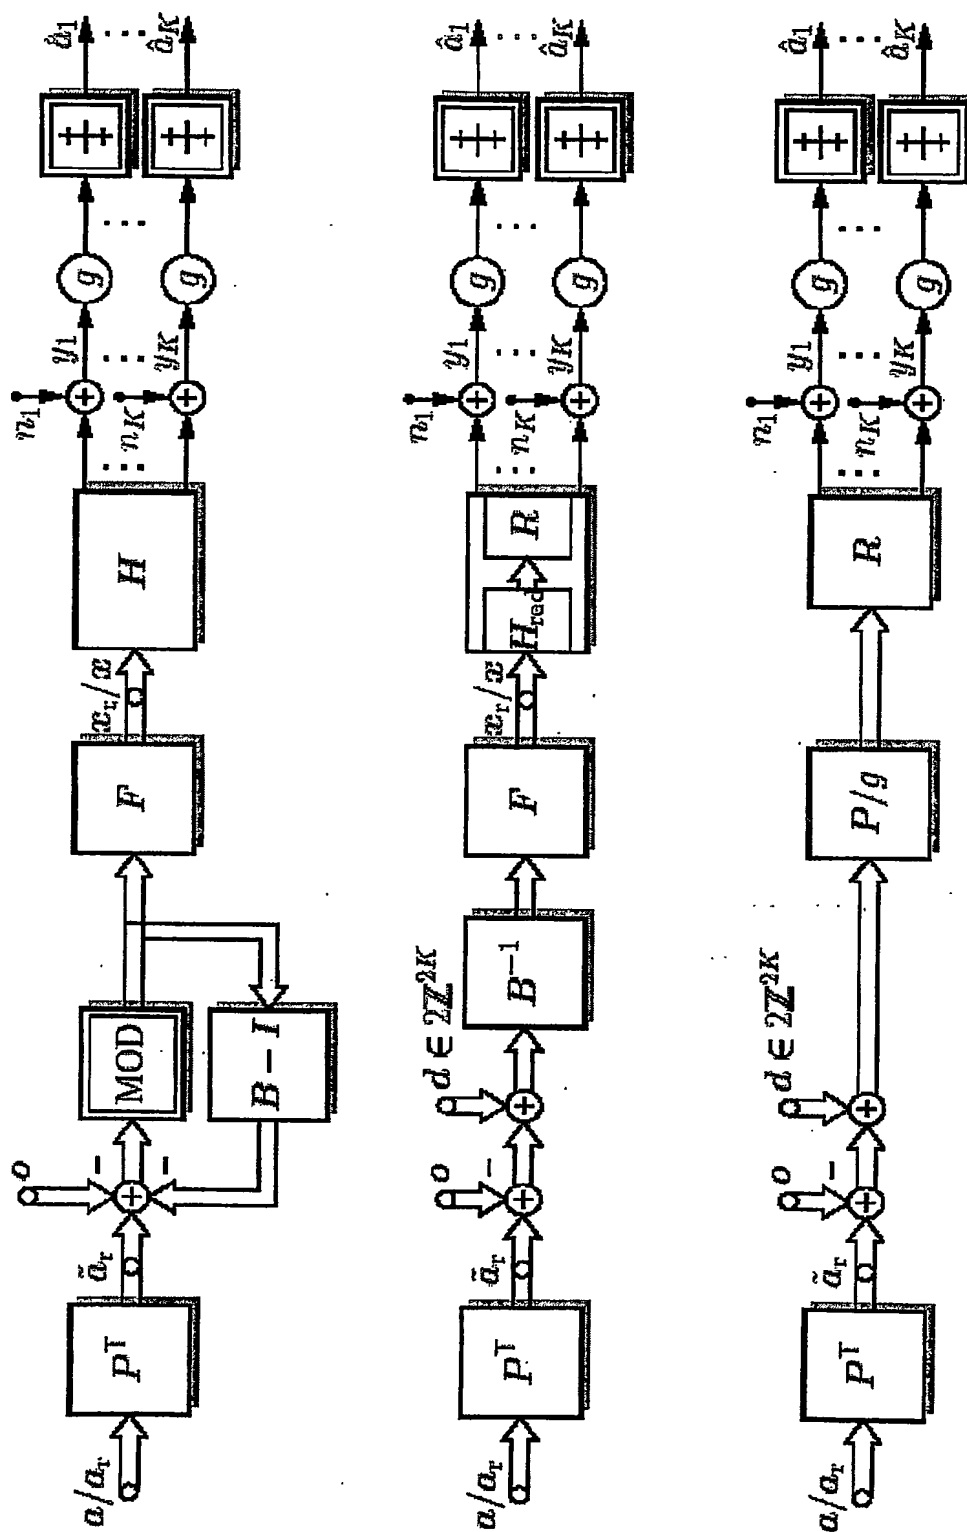 a/a_r
P^T
ã_r
o
−
−
MOD
B − I
F
x_r/x
H
n_1
n_K
y_1
y_K
g
g
â_1
â_K
a/a_r
P^T
ã_r
o
−
d ∈ 2ℤ^{2K}
B^{−1}
F
x_r/x
H_red
R
n_1
n_K
y_1
y_K
g
g
â_1
â_K
a/a_r
P^T
ã_r
o
−
d ∈ 2ℤ^{2K}
P/g
R
n_1
n_K
y_1
y_K
g
g
â_1
â_K